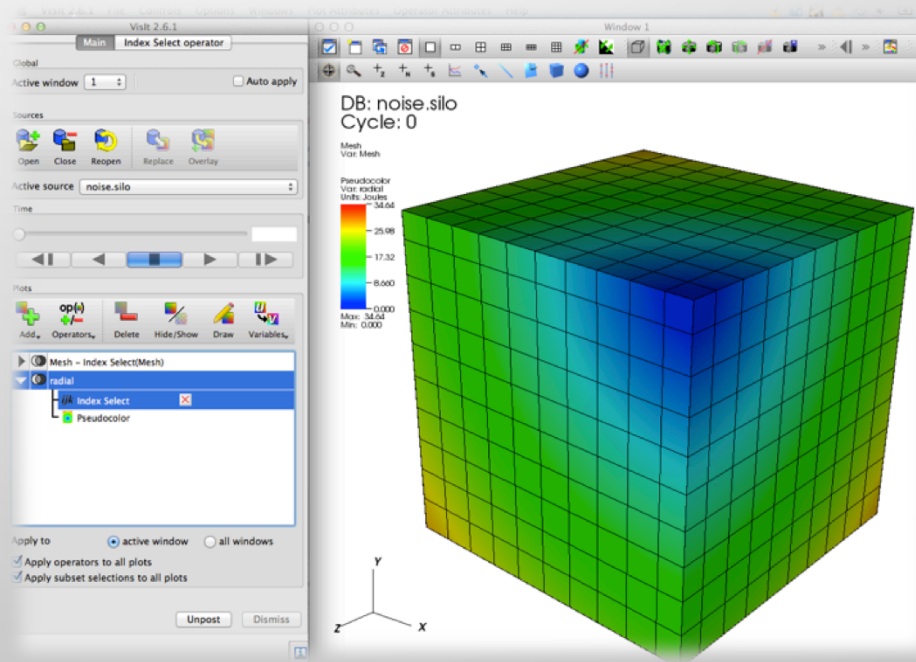 VisIt 2.6.1
Main Index Select operator
Global
Active window 1 Auto apply
Sources
Open Close Reopen Replace Overlay
Active source noise.silo
Time
Plots
op(n) +/-
Add Operators Delete Hide/Show Draw Variables
Mesh – Index Select(Mesh)
radial
ijk Index Select
Pseudocolor
Apply to active window all windows
Apply operators to all plots
Apply subset selections to all plots
Unpost Dismiss
Window 1
DB: noise.silo
Cycle: 0
Mesh
Var: Mesh
Pseudocolor
Var: radial
Units: Joules
34.64
25.98
17.32
8.660
0.000
Max: 34.64
Min: 0.000
Y
Z
X